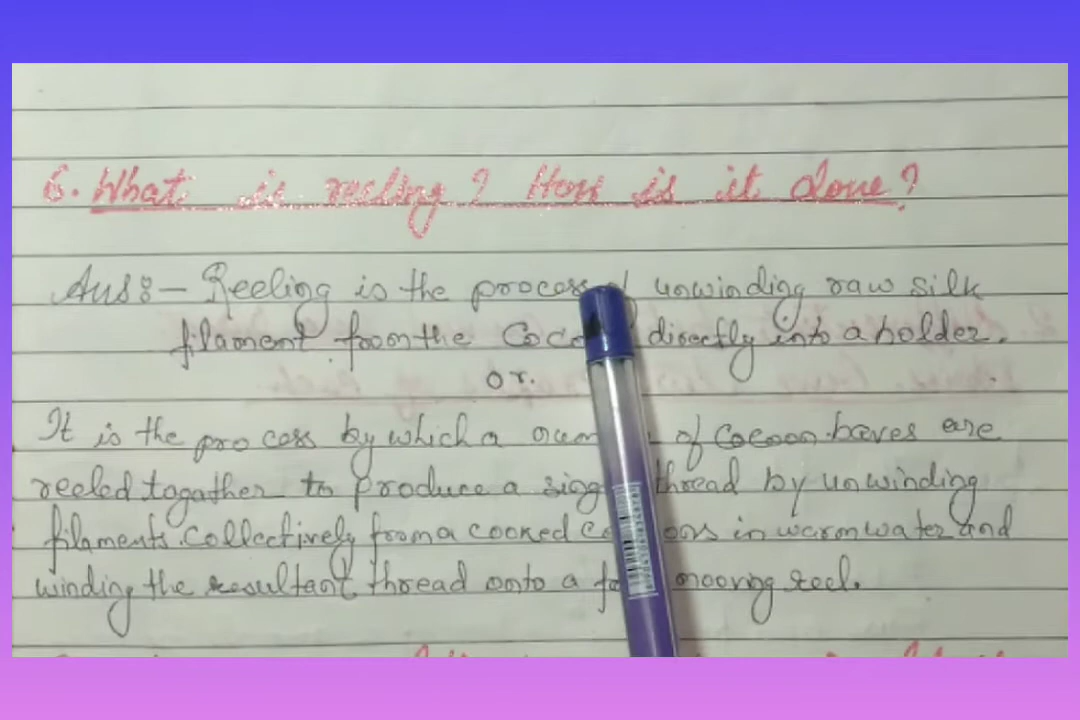 6. What is reeling? How is it done?
Ans:- Reeling is the process of unwinding raw silk
filament from the directly into a holder.
or.
It is the process by which a of cocoon baves are
reeled togather to produce a thread by unwinding
filaments collectively from a cooked in warm water and
winding the resultant thread onto a mooving reel.